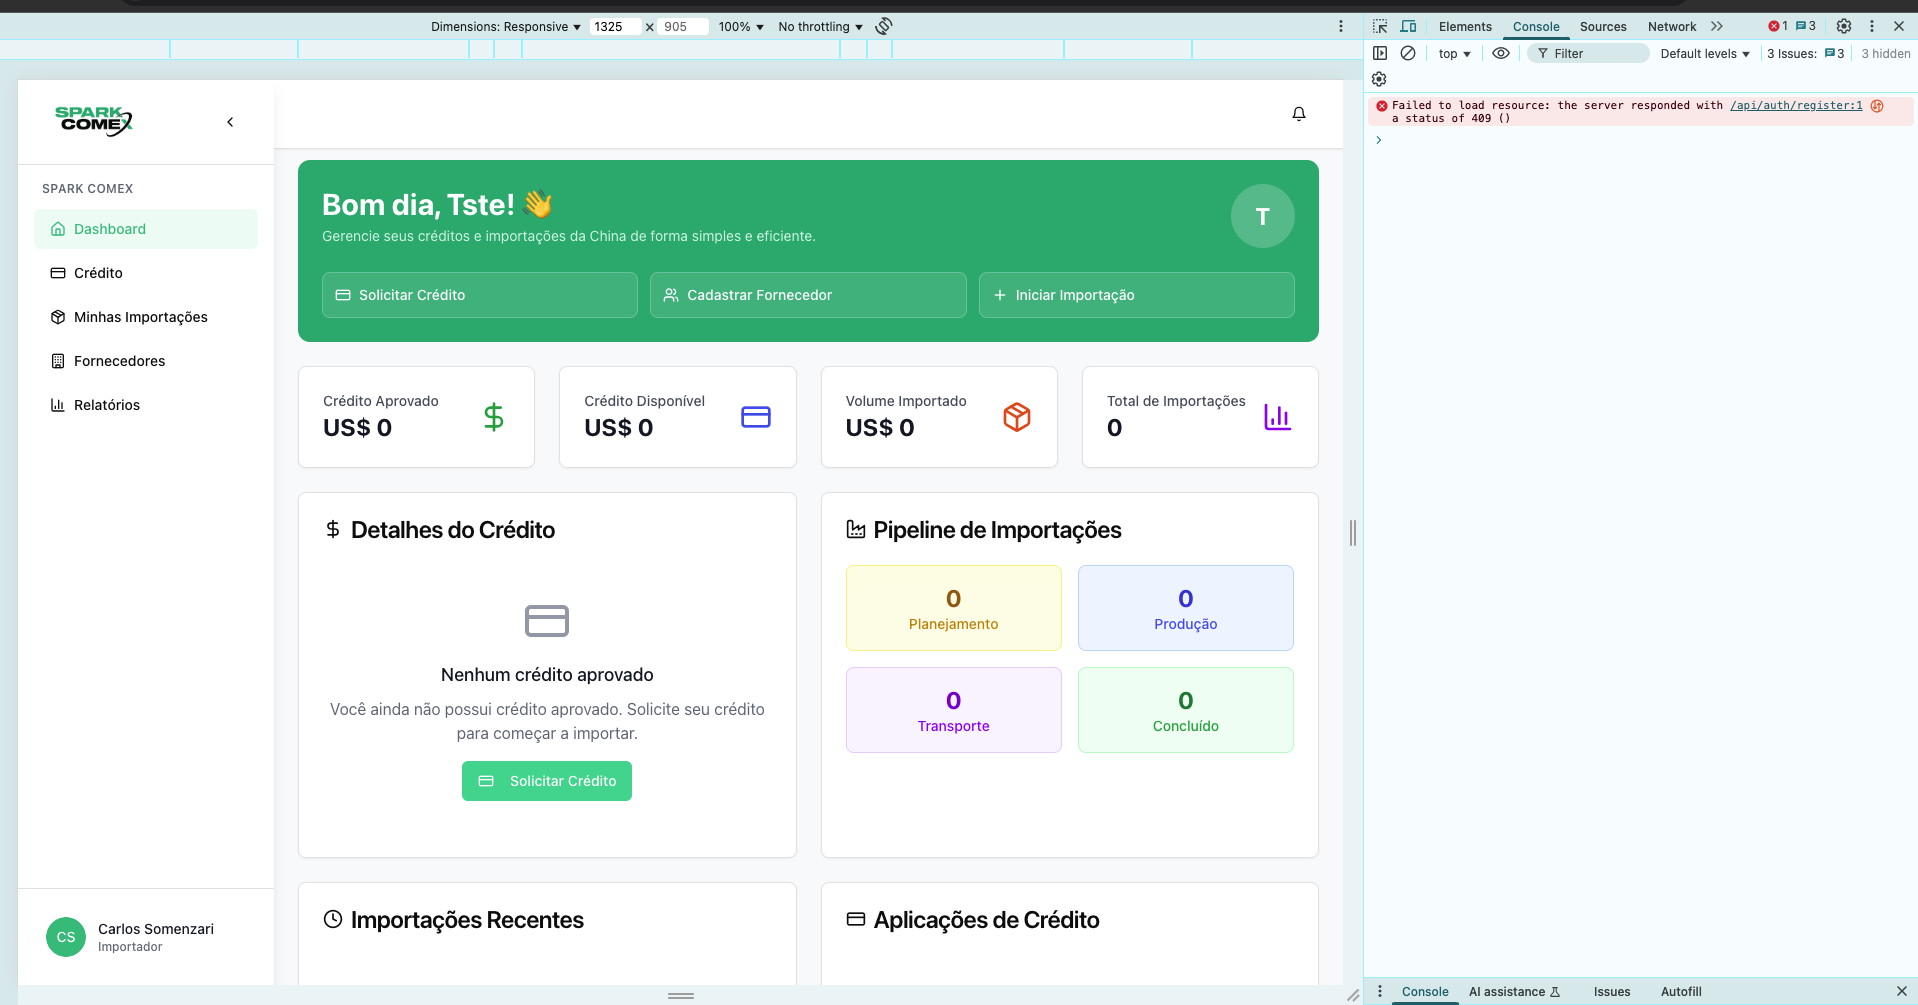 Dimensions: Responsive 1325 x 905 100% No throttling
SPARK
COMEX
SPARK COMEX
Dashboard
Crédito
Minhas Importações
Fornecedores
Relatórios
CS
Carlos Somenzari
Importador
Bom dia, Tste! 👋
Gerencie seus créditos e importações da China de forma simples e eficiente.
T
Solicitar Crédito
Cadastrar Fornecedor
Iniciar Importação
Crédito Aprovado
US$ 0
Crédito Disponível
US$ 0
Volume Importado
US$ 0
Total de Importações
0
Detalhes do Crédito
Nenhum crédito aprovado
Você ainda não possui crédito aprovado. Solicite seu crédito
para começar a importar.
Solicitar Crédito
Pipeline de Importações
0
Planejamento
0
Produção
0
Transporte
0
Concluído
Importações Recentes
Aplicações de Crédito
Elements Console Sources Network 1 3
top Filter Default levels 3 Issues: 3 3 hidden
Failed to load resource: the server responded with /api/auth/register:1
a status of 409 ()
Console AI assistance Issues Autofill